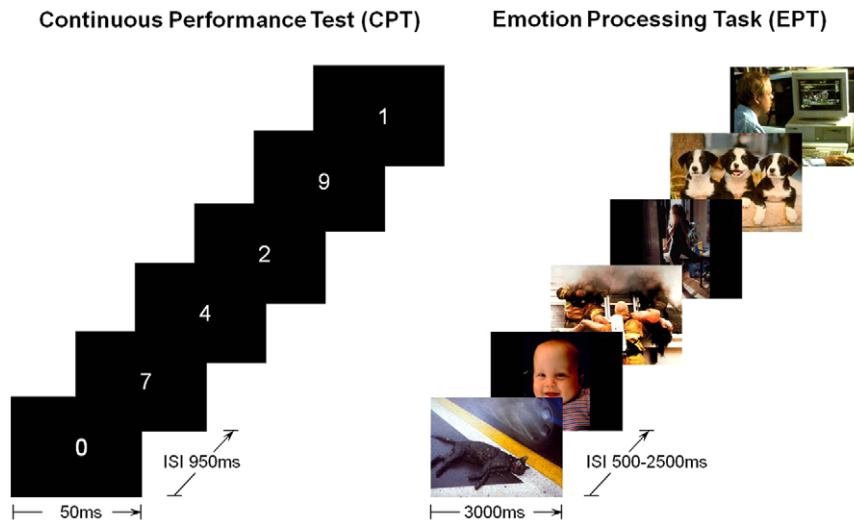 Continuous Performance Test (CPT)
Emotion Processing Task (EPT)
1
9
2
4
7
0
ISI 950ms
ISI 500-2500ms
50ms
3000ms